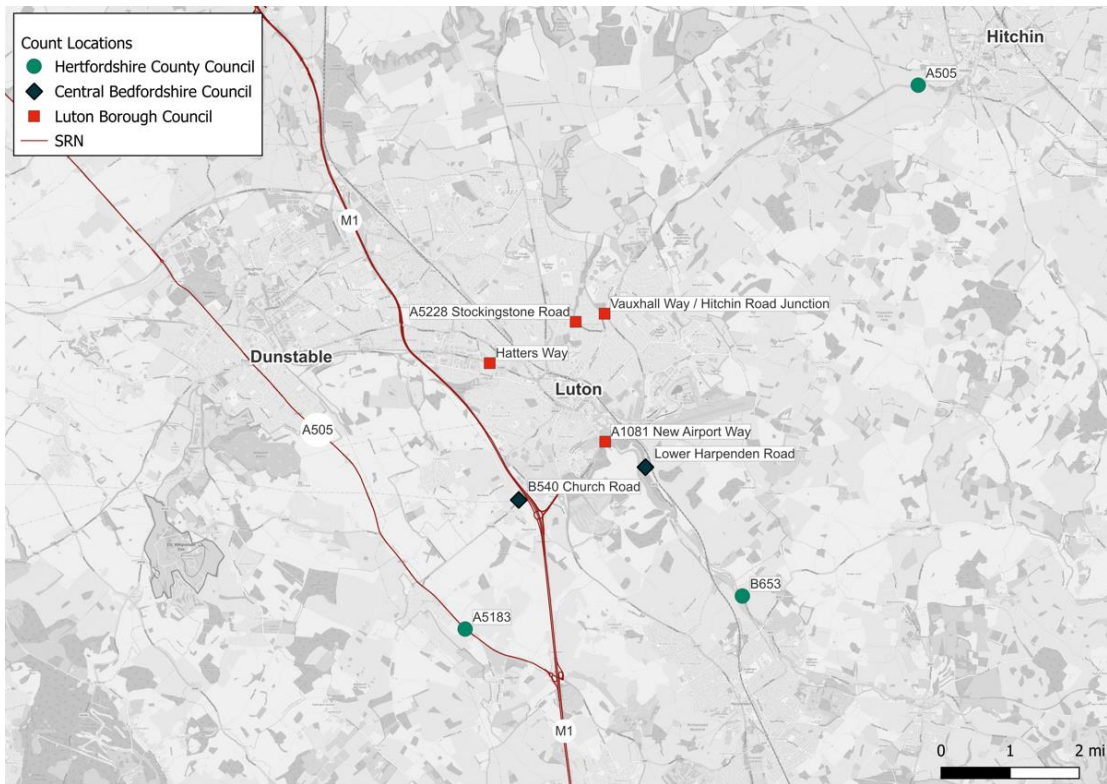 Count Locations
Hertfordshire County Council
Central Bedfordshire Council
Luton Borough Council
SRN
Hitchin
A505
M1
Vauxhall Way / Hitchin Road Junction
A5228 Stockingstone Road
Hatters Way
Dunstable
Luton
A505
A1081 New Airport Way
Lower Harpenden Road
B540 Church Road
B653
A5183
M1
0 1 2 mi